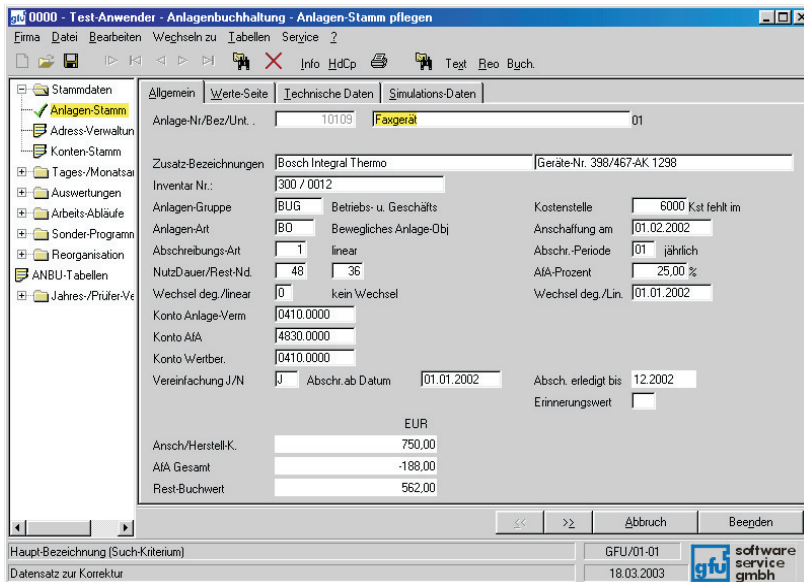 gfu 0000 - Test-Anwender - Anlagenbuchhaltung - Anlagen-Stamm pflegen
Firma Datei Bearbeiten Wechseln zu Tabellen Service ?
Info HdCp Text Reo Buch.
Stammdaten
Anlagen-Stamm
Adress-Verwaltun
Konten-Stamm
Tages-/Monatsar
Auswertungen
Arbeits-Abläufe
Sonder-Programm
Reorganisation
ANBU-Tabellen
Jahres-/Prüfer-Ve
Allgemein Werte-Seite Technische Daten Simulations-Daten
Anlage-Nr/Bez/Unt. . 10109 Faxgerät 01
Zusatz-Bezeichnungen Bosch Integral Thermo Geräte-Nr. 398/467-AK 1298
Inventar Nr.: 300 / 0012
Anlagen-Gruppe BUG Betriebs- u. Geschäfts Kostenstelle 6000 Kst fehlt im
Anlagen-Art BO Bewegliches Anlage-Obj Anschaffung am 01.02.2002
Abschreibungs-Art 1 linear Abschr.-Periode 01 jährlich
NutzDauer/Rest-Nd. 48 36 AfA-Prozent 25,00 %
Wechsel deg./linear 0 kein Wechsel Wechsel deg./Lin. 01.01.2002
Konto Anlage-Verm 0410.0000
Konto AfA 4830.0000
Konto Wertber. 0410.0000
Vereinfachung J/N J Abschr.ab Datum 01.01.2002 Absch. erledigt bis 12.2002
Erinnerungswert
EUR
Ansch/Herstell-K. 750,00
AfA Gesamt -188,00
Rest-Buchwert 562,00
<< >> Abbruch Beenden
Haupt-Bezeichnung (Such-Kriterium) GFU/01-01
Datensatz zur Korrektur 18.03.2003
gfu software
service
gmbh